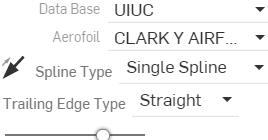 Data Base UIUC
Aerofoil CLARK Y AIRF...
Spline Type Single Spline
Trailing Edge Type Straight